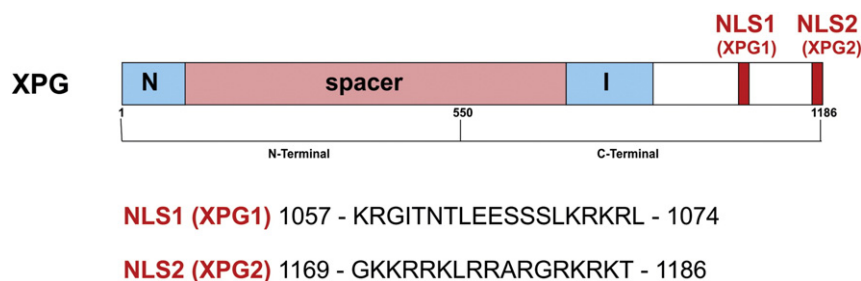 NLS1 NLS2
(XPG1) (XPG2)
XPG N spacer I
1 550 1186
N-Terminal C-Terminal
NLS1 (XPG1) 1057 - KRGITNTLEESSSLKRKRL - 1074
NLS2 (XPG2) 1169 - GKKRRKLRRARGRKRKT - 1186